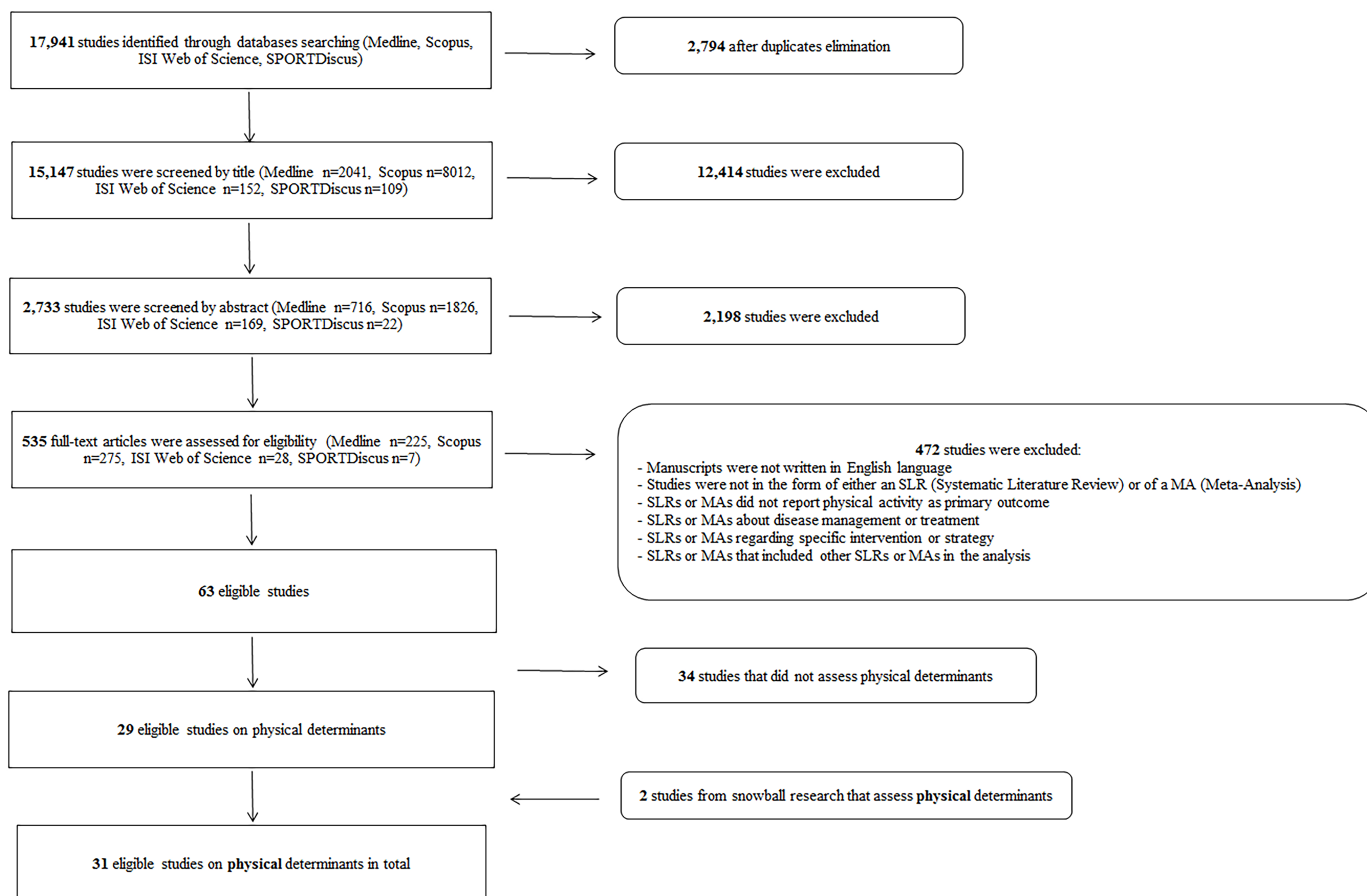 17,941 studies identified through databases searching (Medline, Scopus,
ISI Web of Science, SPORTDiscus)
2,794 after duplicates elimination
15,147 studies were screened by title (Medline n=2041, Scopus n=8012,
ISI Web of Science n=152, SPORTDiscus n=109)
12,414 studies were excluded
2,733 studies were screened by abstract (Medline n=716, Scopus n=1826,
ISI Web of Science n=169, SPORTDiscus n=22)
2,198 studies were excluded
535 full-text articles were assessed for eligibility (Medline n=225, Scopus
n=275, ISI Web of Science n=28, SPORTDiscus n=7)
472 studies were excluded:
- Manuscripts were not written in English language
- Studies were not in the form of either an SLR (Systematic Literature Review) or of a MA (Meta-Analysis)
- SLRs or MAs did not report physical activity as primary outcome
- SLRs or MAs about disease management or treatment
- SLRs or MAs regarding specific intervention or strategy
- SLRs or MAs that included other SLRs or MAs in the analysis
63 eligible studies
34 studies that did not assess physical determinants
29 eligible studies on physical determinants
2 studies from snowball research that assess physical determinants
31 eligible studies on physical determinants in total